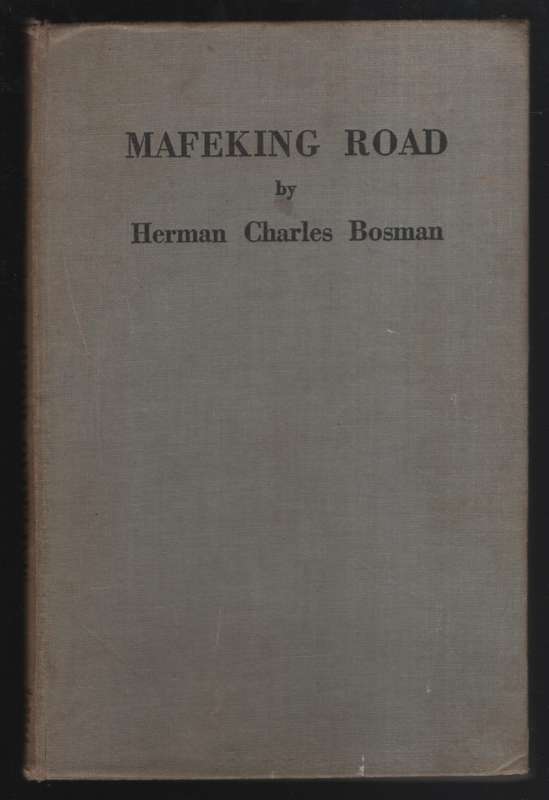 MAFEKING ROAD
by
Herman Charles Bosman